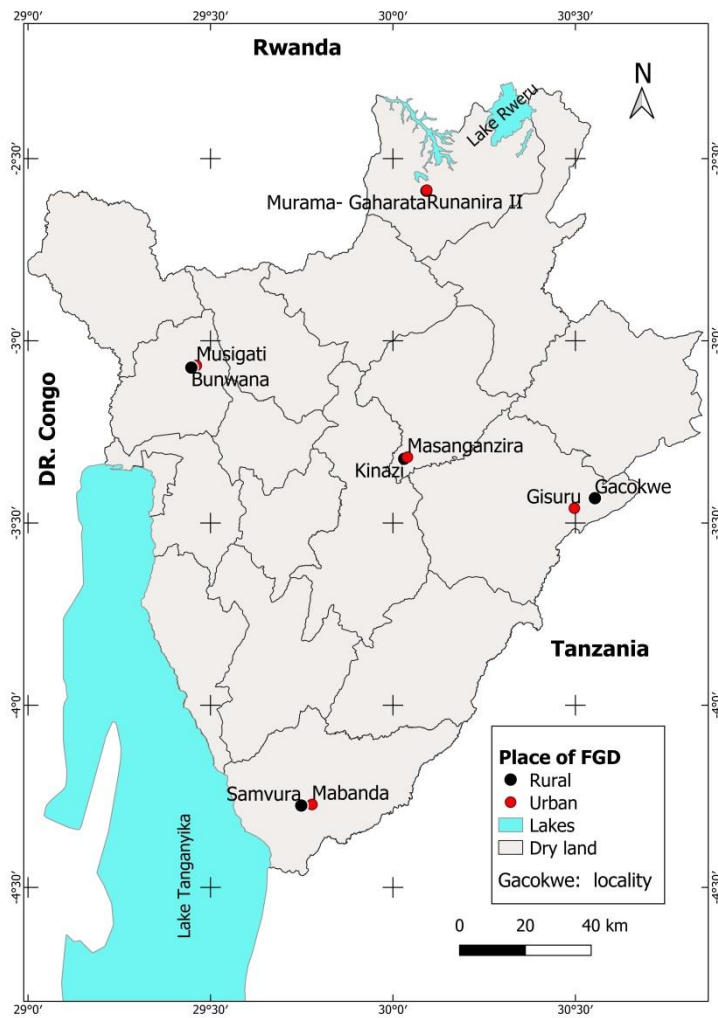 29°0' 29°30' 30°0' 30°30'
Rwanda
N
Lake Rweru
-2°30' -2°30'
Murama- GaharataRunanira II
-3°0' -3°0'
Musigati
Bunwana
DR. Congo
Masanganzira
Kinazi
Gisuru Gacokwe
-3°30' -3°30'
Tanzania
-4°0' -4°0'
Place of FGD
Rural
Urban
Lakes
Dry land
Gacokwe: locality
Samvura Mabanda
Lake Tanganyika
-4°30' -4°30'
0 20 40 km
29°0' 29°30' 30°0' 30°30'